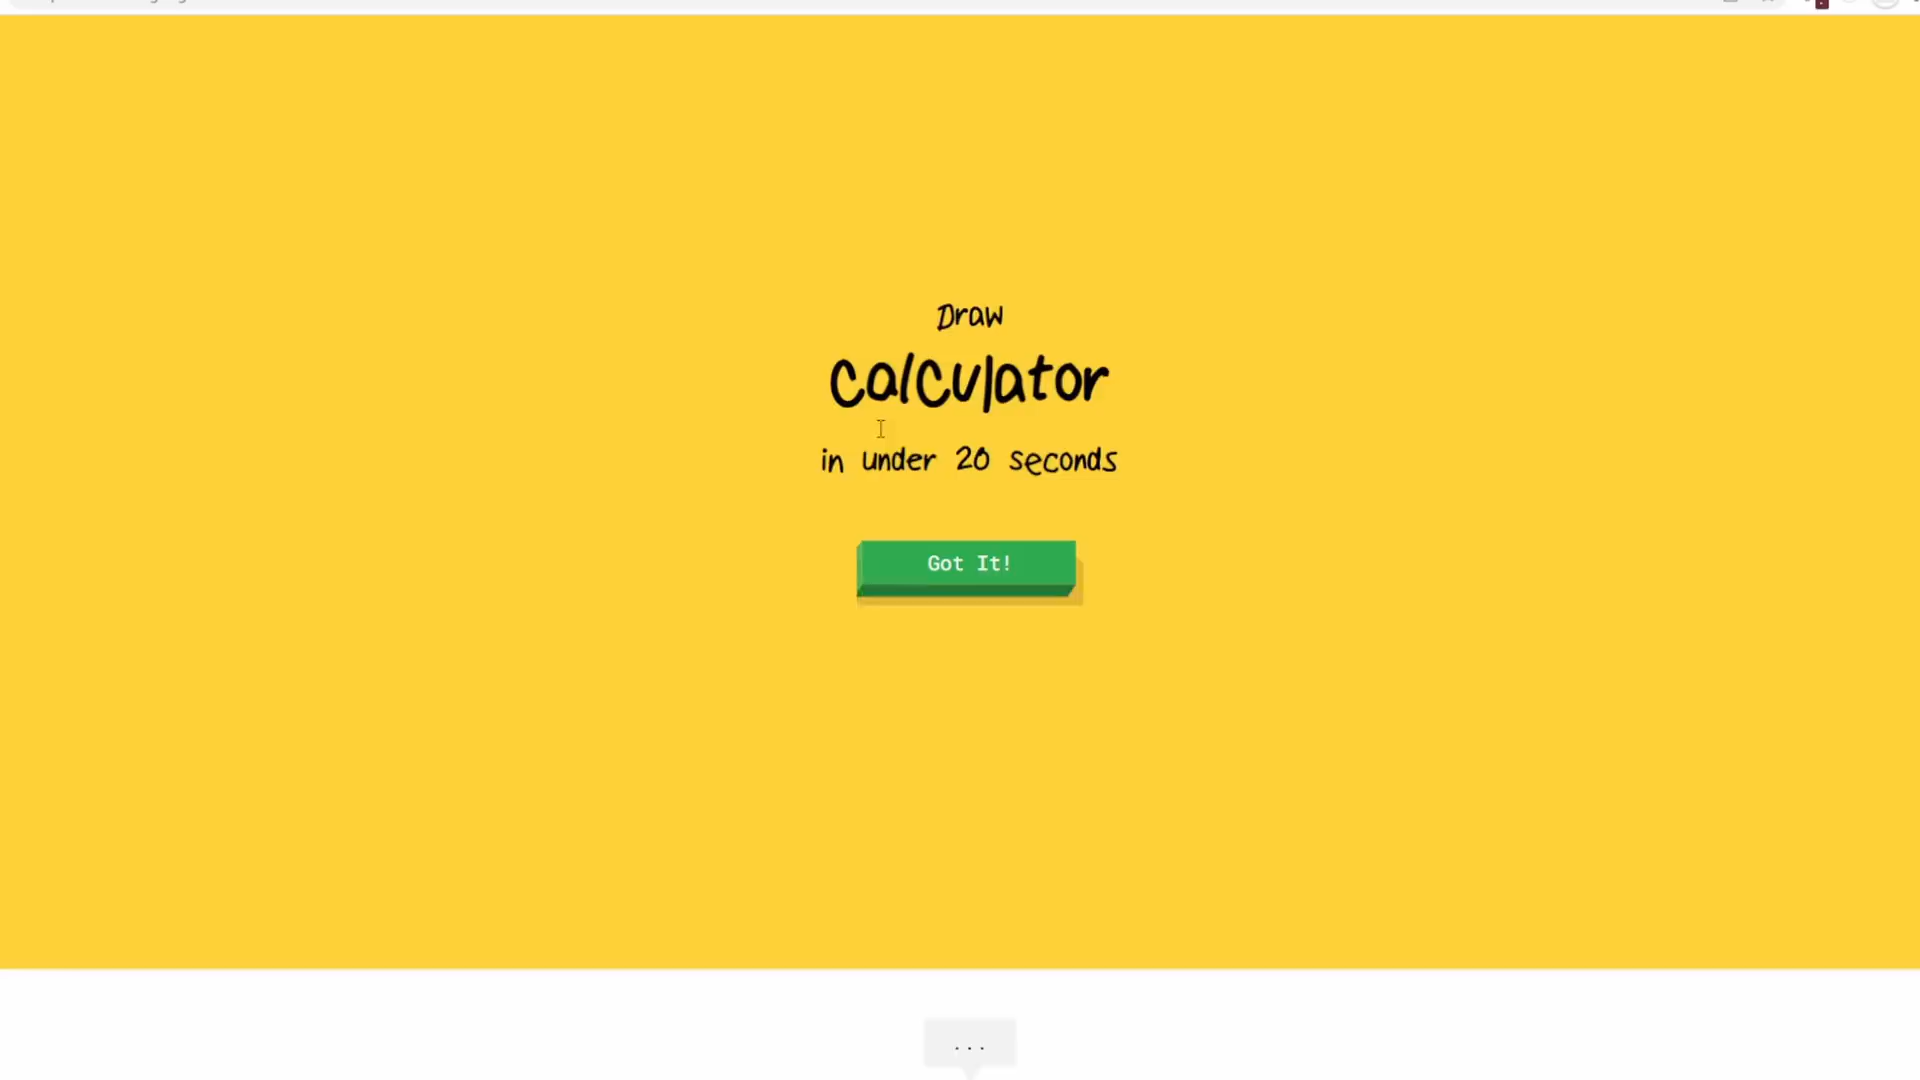 Draw
calculator
in under 20 seconds
Got It!
...